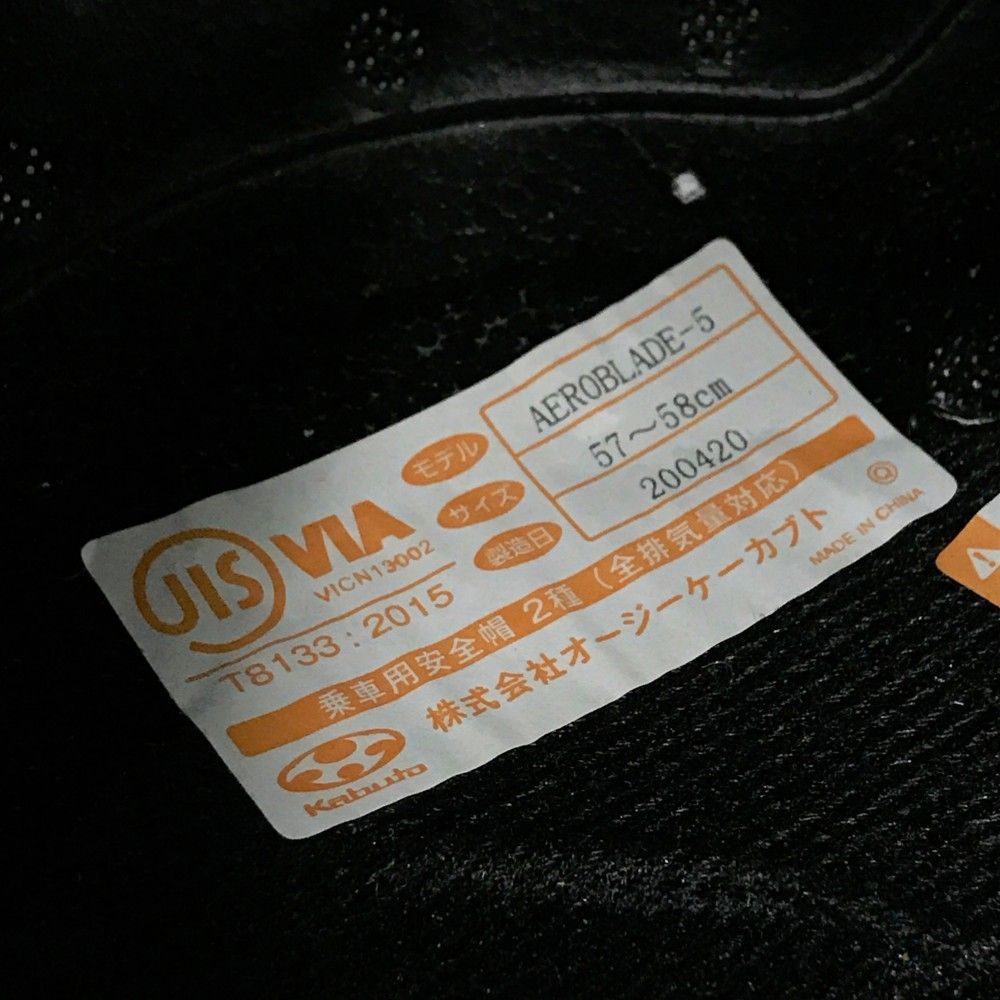 モデル AEROBLADE-5
サイズ 57～58cm
製造日 200420
JIS VIA
VICN13002
T8133：2015
乗車用安全帽 2種（全排気量対応）
Kabuto 株式会社オージーケーカブト
MADE IN CHINA